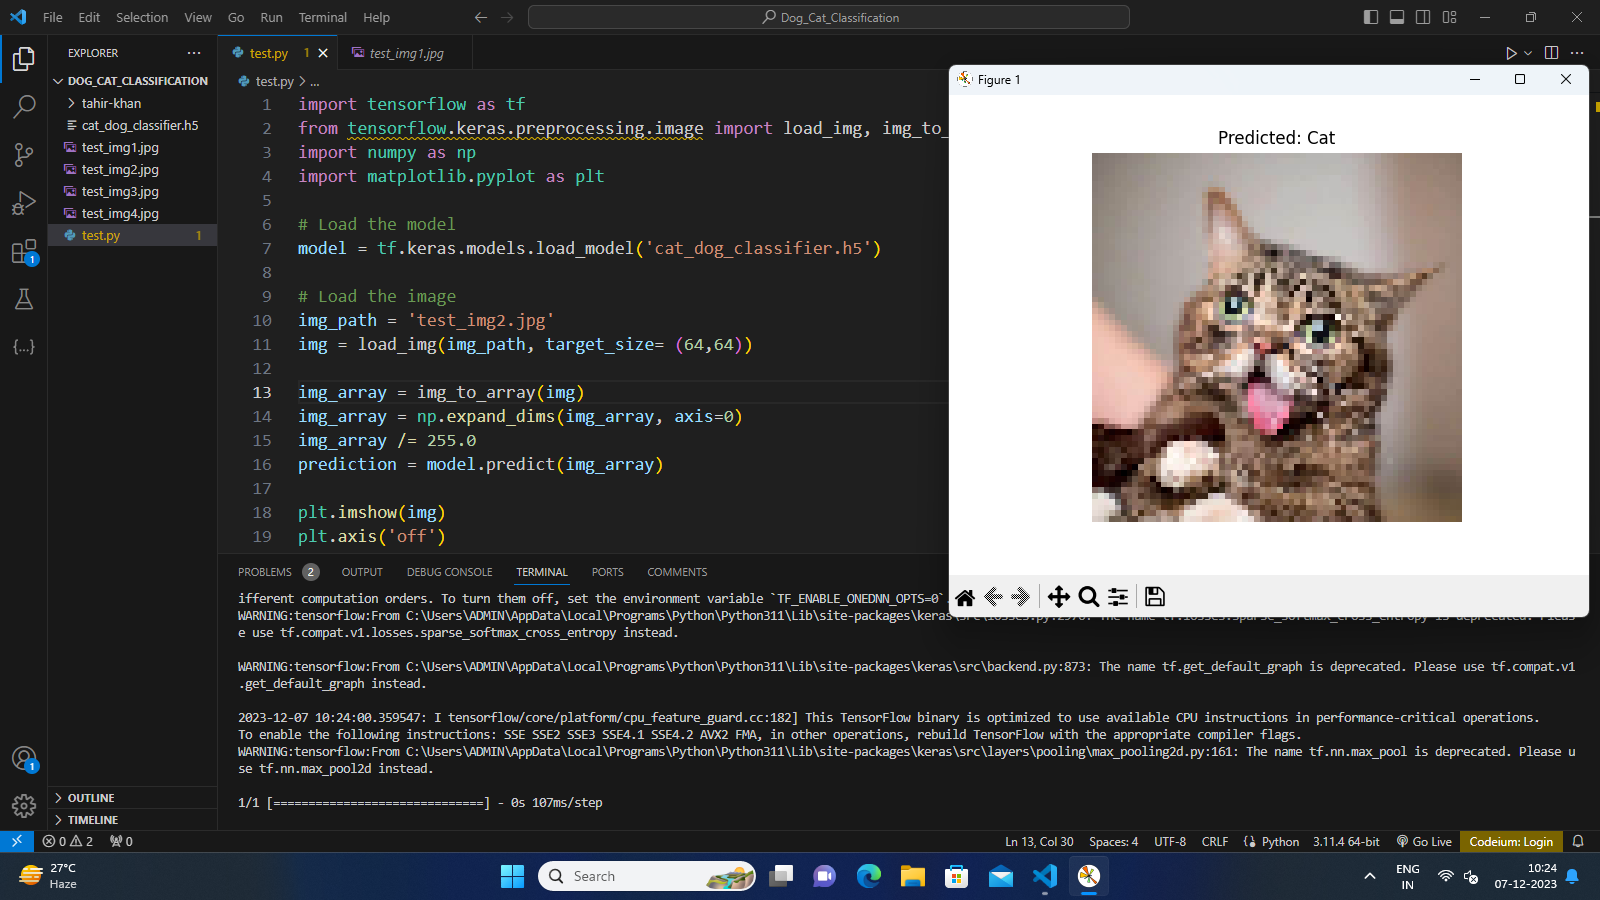 File Edit Selection View Go Run Terminal Help
Dog_Cat_Classification
EXPLORER
DOG_CAT_CLASSIFICATION
tahir-khan
cat_dog_classifier.h5
test_img1.jpg
test_img2.jpg
test_img3.jpg
test_img4.jpg
test.py 1
OUTLINE
TIMELINE
1
1
test.py 1
test_img1.jpg
test.py > ...
1 import tensorflow as tf
2 from tensorflow.keras.preprocessing.image import load_img, img_to_
3 import numpy as np
4 import matplotlib.pyplot as plt
5
6 # Load the model
7 model = tf.keras.models.load_model('cat_dog_classifier.h5')
8
9 # Load the image
10 img_path = 'test_img2.jpg'
11 img = load_img(img_path, target_size= (64,64))
12
13 img_array = img_to_array(img)
14 img_array = np.expand_dims(img_array, axis=0)
15 img_array /= 255.0
16 prediction = model.predict(img_array)
17
18 plt.imshow(img)
19 plt.axis('off')
Figure 1
Predicted: Cat
PROBLEMS 2 OUTPUT DEBUG CONSOLE TERMINAL PORTS COMMENTS
ifferent computation orders. To turn them off, set the environment variable `TF_ENABLE_ONEDNN_OPTS=0`.
WARNING:tensorflow:From C:\Users\ADMIN\AppData\Local\Programs\Python\Python311\Lib\site-packages\keras\src\losses.py:2976: The name tf.losses.sparse_softmax_cross_entropy is deprecated. Pleas
e use tf.compat.v1.losses.sparse_softmax_cross_entropy instead.
WARNING:tensorflow:From C:\Users\ADMIN\AppData\Local\Programs\Python\Python311\Lib\site-packages\keras\src\backend.py:873: The name tf.get_default_graph is deprecated. Please use tf.compat.v1
.get_default_graph instead.
2023-12-07 10:24:00.359547: I tensorflow/core/platform/cpu_feature_guard.cc:182] This TensorFlow binary is optimized to use available CPU instructions in performance-critical operations.
To enable the following instructions: SSE SSE2 SSE3 SSE4.1 SSE4.2 AVX2 FMA, in other operations, rebuild TensorFlow with the appropriate compiler flags.
WARNING:tensorflow:From C:\Users\ADMIN\AppData\Local\Programs\Python\Python311\Lib\site-packages\keras\src\layers\pooling\max_pooling2d.py:161: The name tf.nn.max_pool is deprecated. Please u
se tf.nn.max_pool2d instead.
1/1 [==============================] - 0s 107ms/step
0 2 0 Ln 13, Col 30 Spaces: 4 UTF-8 CRLF Python 3.11.4 64-bit Go Live Codeium: Login
27°C
Haze
Search
ENG
IN
10:24
07-12-2023